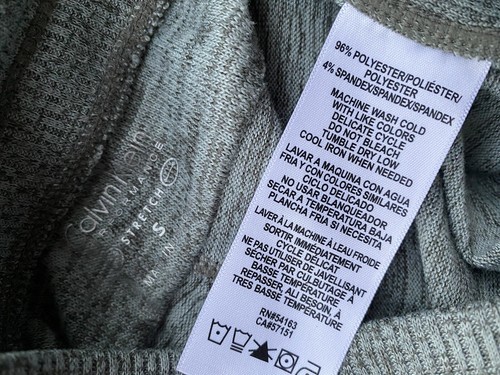 96% POLYESTER/POLIÉSTER/
POLYESTER
4% SPANDEX/SPANDEX/SPANDEX
MACHINE WASH COLD
WITH LIKE COLORS
DELICATE CYCLE
DO NOT BLEACH
TUMBLE DRY LOW
COOL IRON WHEN NEEDED
LAVAR A MAQUINA CON AGUA
FRIA Y CON COLORES SIMILARES
CICLO DELICADO
NO USAR BLANQUEADOR
SECAR A TEMPERATURA BAJA
PLANCHA FRIA SI NECESITA
LAVER À LA MACHINE À L'EAU FROIDE
SORTIR IMMÉDIATEMENT
CYCLE DÉLICAT
NE PAS UTILISER DE JAVELLISANT
SÉCHER PAR CULBUTAGE À
BASSE TEMPÉRATURE
REPASSER, AU BESOIN, À
TRES BASSE TEMPÉRATURE
RN#54163
CA#57151
STRETCH
S